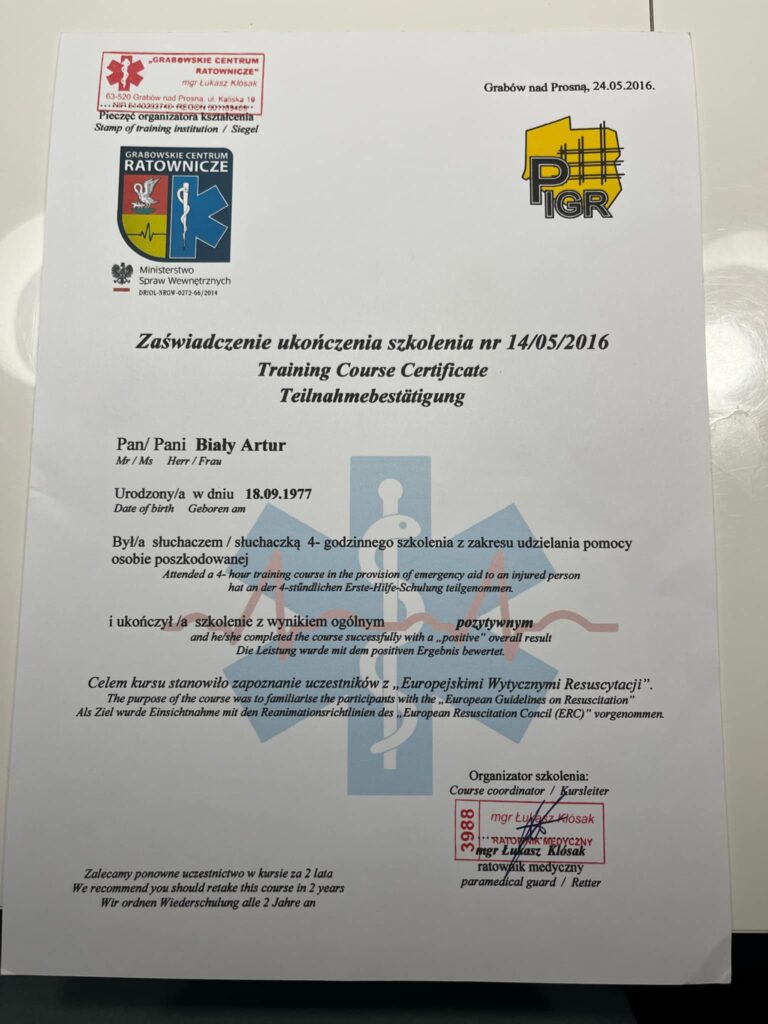 „GRABOWSKIE CENTRUM
RATOWNICZE"
mgr Łukasz Kłósak
63-520 Grabów nad Prosną, ul. Kaliska 19
Pieczęć organizatora kształcenia
Stamp of training institution / Siegel
Grabów nad Prosną, 24.05.2016.
GRABOWSKIE CENTRUM
RATOWNICZE
PIGR
Ministerstwo
Spraw Wewnętrznych
DRIOL-NRGW-0272-66/2014
Zaświadczenie ukończenia szkolenia nr 14/05/2016
Training Course Certificate
Teilnahmebestätigung
Pan/ Pani Biały Artur
Mr / Ms Herr / Frau
Urodzony/a w dniu 18.09.1977
Date of birth Geboren am
Był/a słuchaczem / słuchaczką 4- godzinnego szkolenia z zakresu udzielania pomocy
osobie poszkodowanej
Attended a 4- hour training course in the provision of emergency aid to an injured person
hat an der 4-stündlichen Erste-Hilfe-Schulung teilgenommen.
i ukończył /a szkolenie z wynikiem ogólnym pozytywnym
and he/she completed the course successfully with a „positive" overall result
Die Leistung wurde mit dem positiven Ergebnis bewertet.
Celem kursu stanowiło zapoznanie uczestników z „Europejskimi Wytycznymi Resuscytacji".
The purpose of the course was to familiarise the participants with the „European Guidelines on Resuscitation"
Als Ziel wurde Einsichtnahme mit den Reanimationsrichtlinien des „European Resuscitation Concil (ERC)" vorgenommen.
Organizator szkolenia:
Course coordinator / Kursleiter
3988
mgr Łukasz Kłósak
RATOWNIK MEDYCZNY
mgr Łukasz Kłósak
ratownik medyczny
paramedical guard / Retter
Zalecamy ponowne uczestnictwo w kursie za 2 lata
We recommend you should retake this course in 2 years
Wir ordnen Wiederschulung alle 2 Jahre an